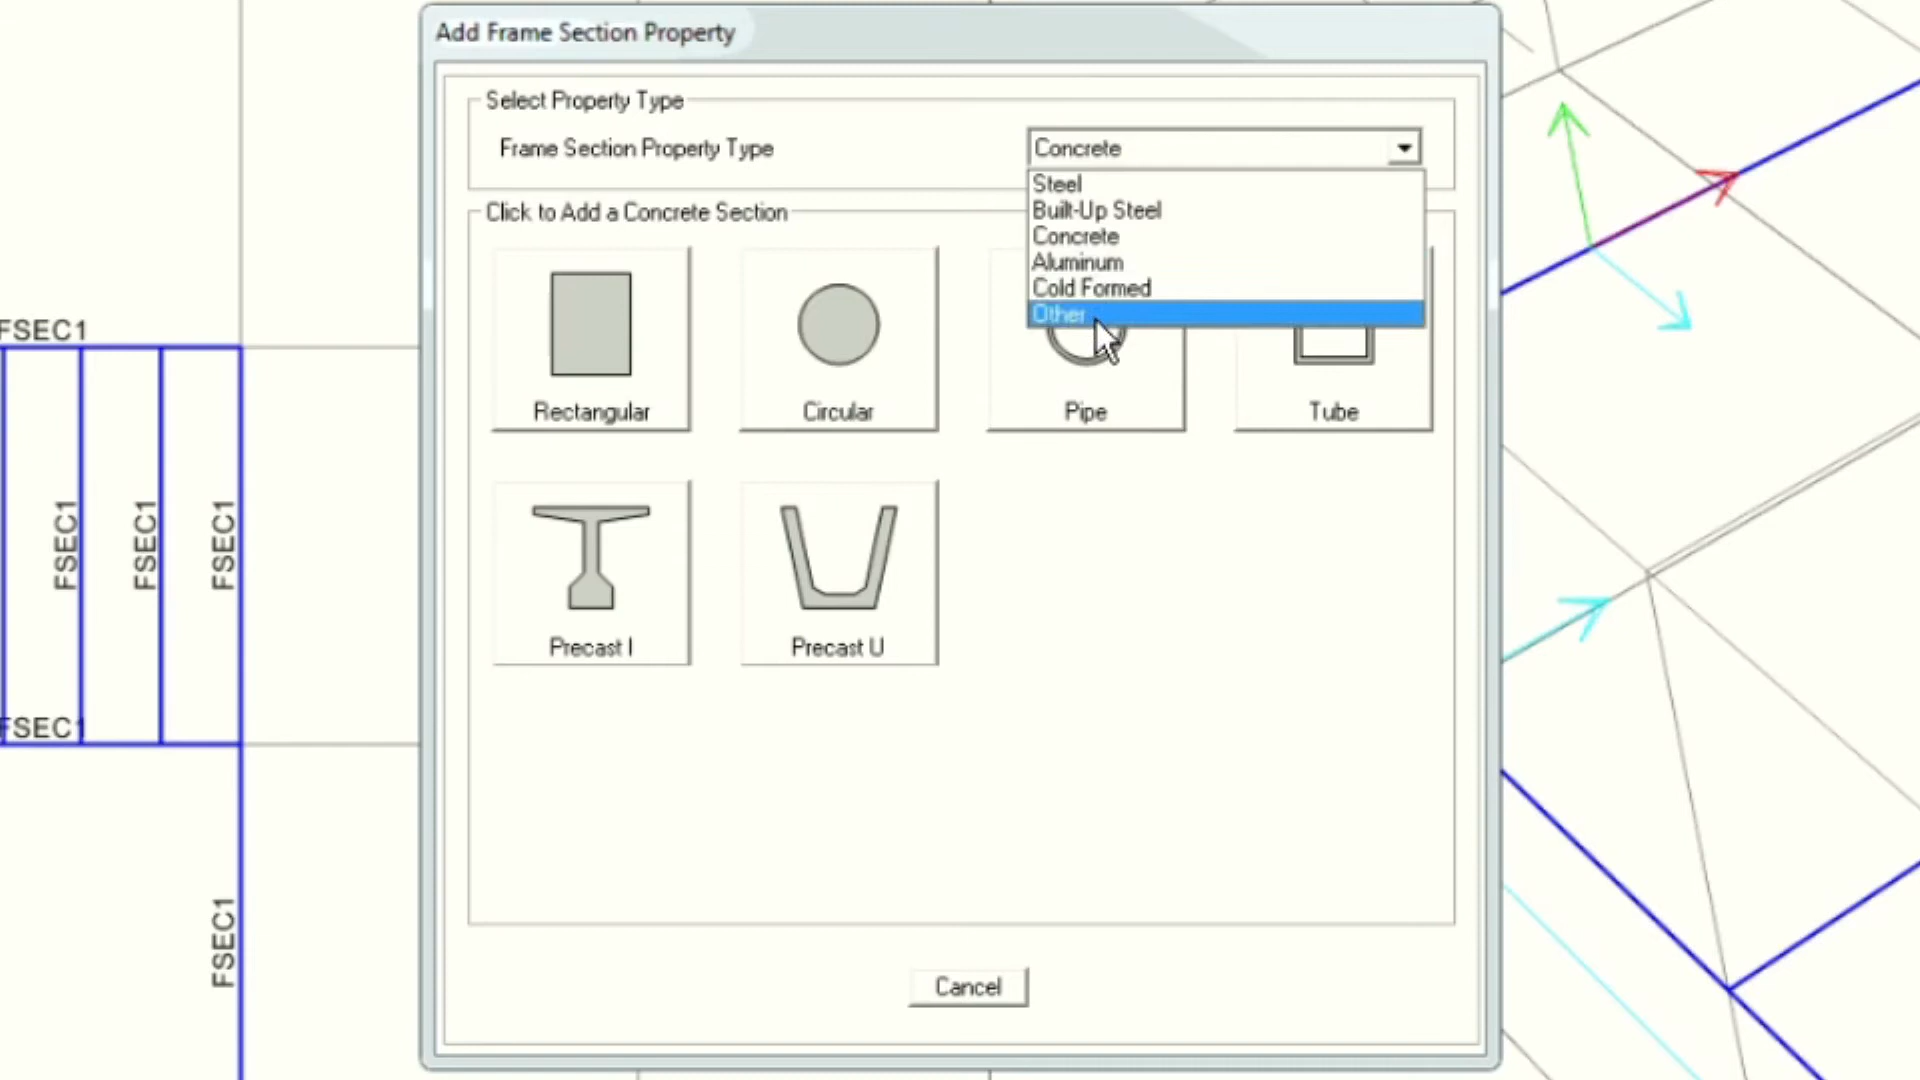 Add Frame Section Property
Select Property Type
Frame Section Property Type
Concrete
Steel
Built-Up Steel
Concrete
Aluminum
Cold Formed
Other
Click to Add a Concrete Section
Rectangular
Circular
Pipe
Tube
Precast I
Precast U
Cancel
FSEC1
FSEC1
FSEC1
FSEC1
FSEC1
FSEC1